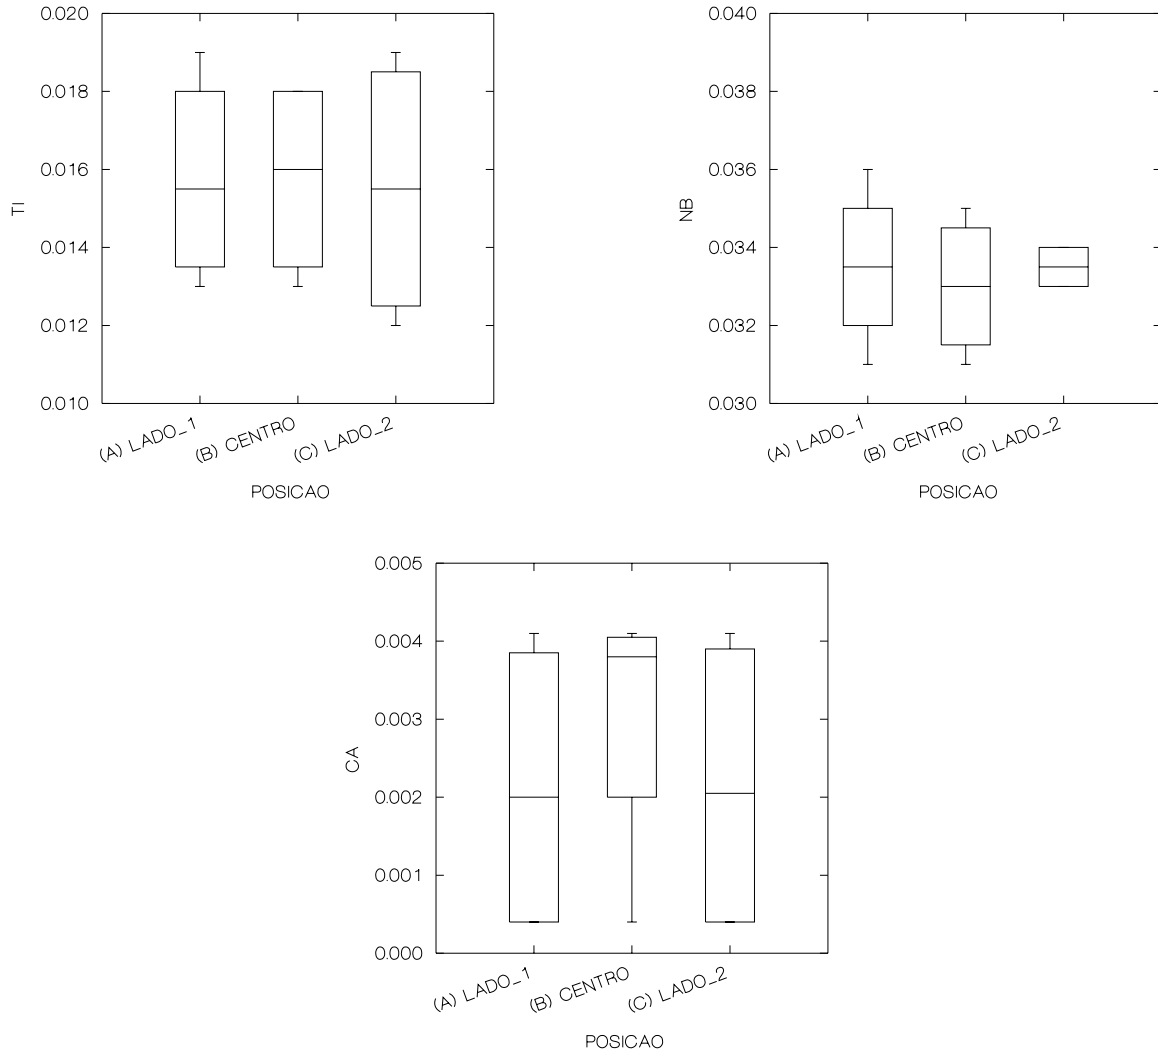 0.020
0.018
0.016
0.014
0.012
0.010
TI
(A) LADO_1
(B) CENTRO
(C) LADO_2
POSICAO
0.040
0.038
0.036
0.034
0.032
0.030
NB
(A) LADO_1
(B) CENTRO
(C) LADO_2
POSICAO
0.005
0.004
0.003
0.002
0.001
0.000
CA
(A) LADO_1
(B) CENTRO
(C) LADO_2
POSICAO